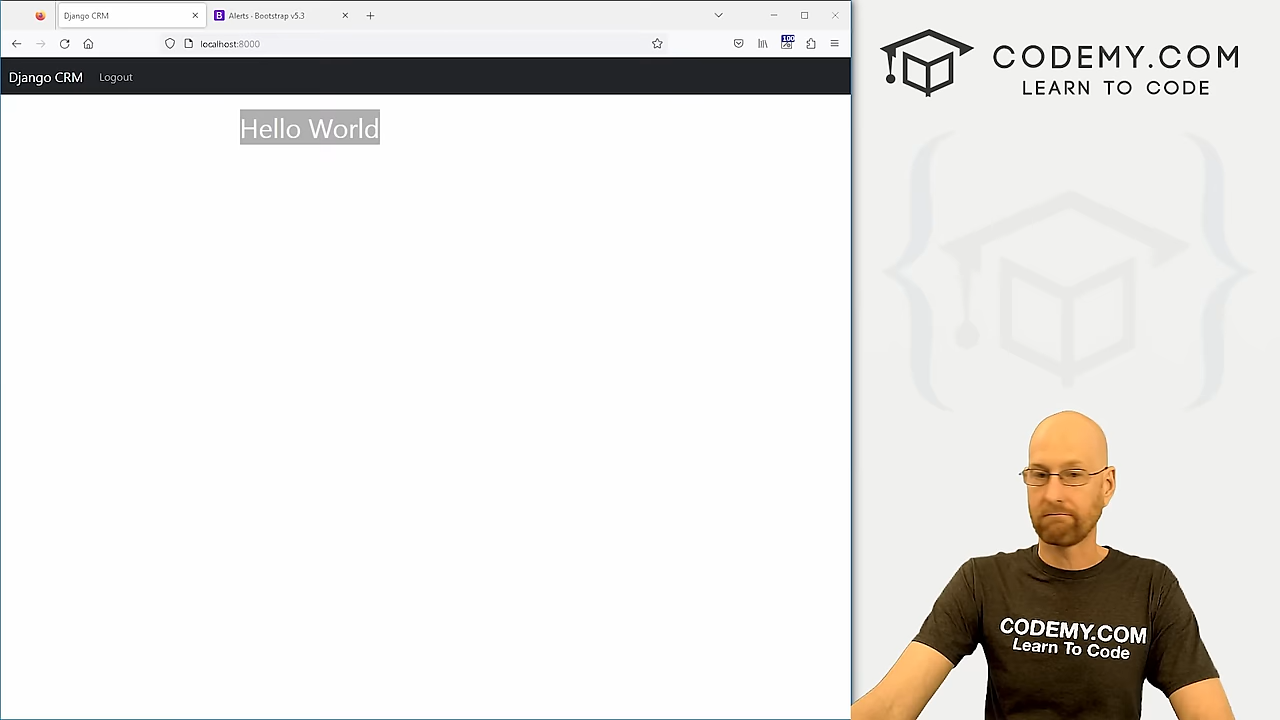 Django CRM
Alerts · Bootstrap v5.3
localhost:8000
100
Django CRM Logout
Hello World
CODEMY.COM
LEARN TO CODE
CODEMY.COM
Learn To Code